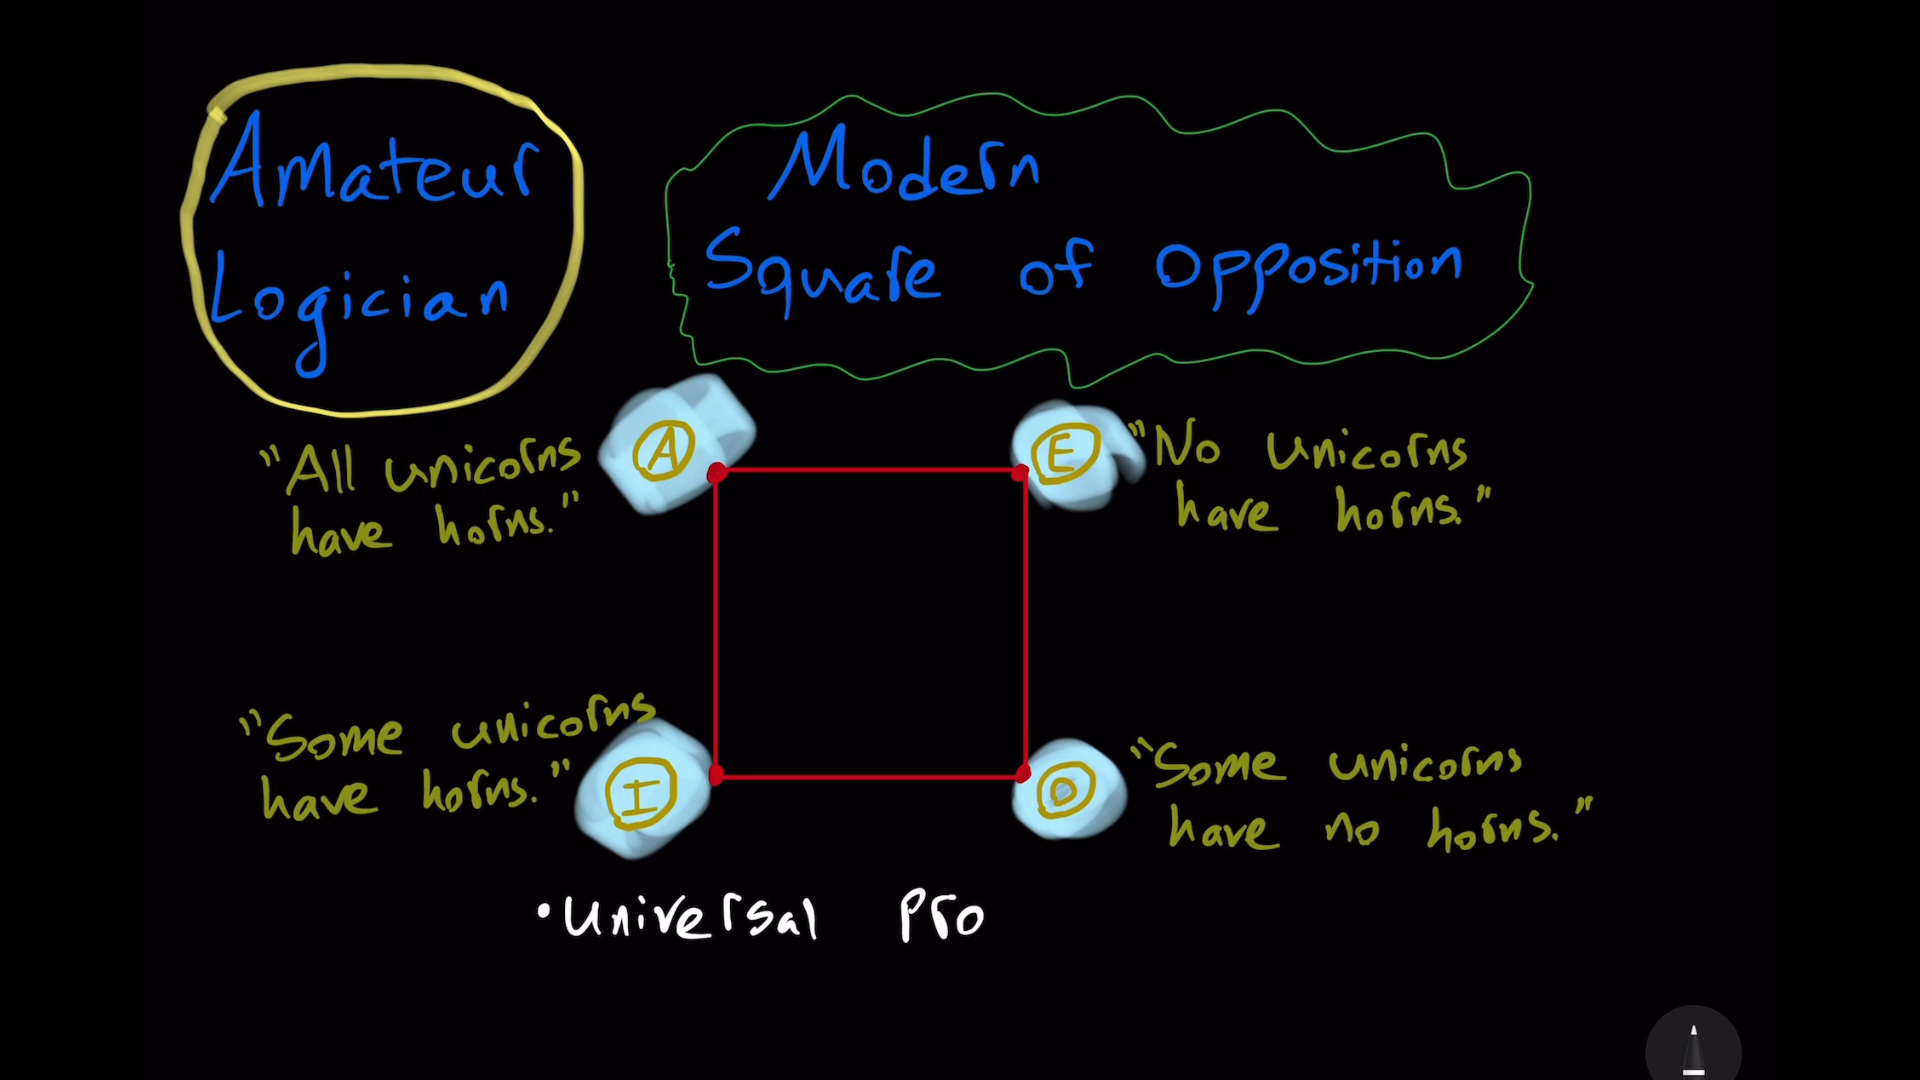 Amateur
Logician
Modern
Square of Opposition
A
"All unicorns
have horns."
E
"No unicorns
have horns."
"Some unicorns
have horns."
I
O
"Some unicorns
have no horns."
•Universal Pro